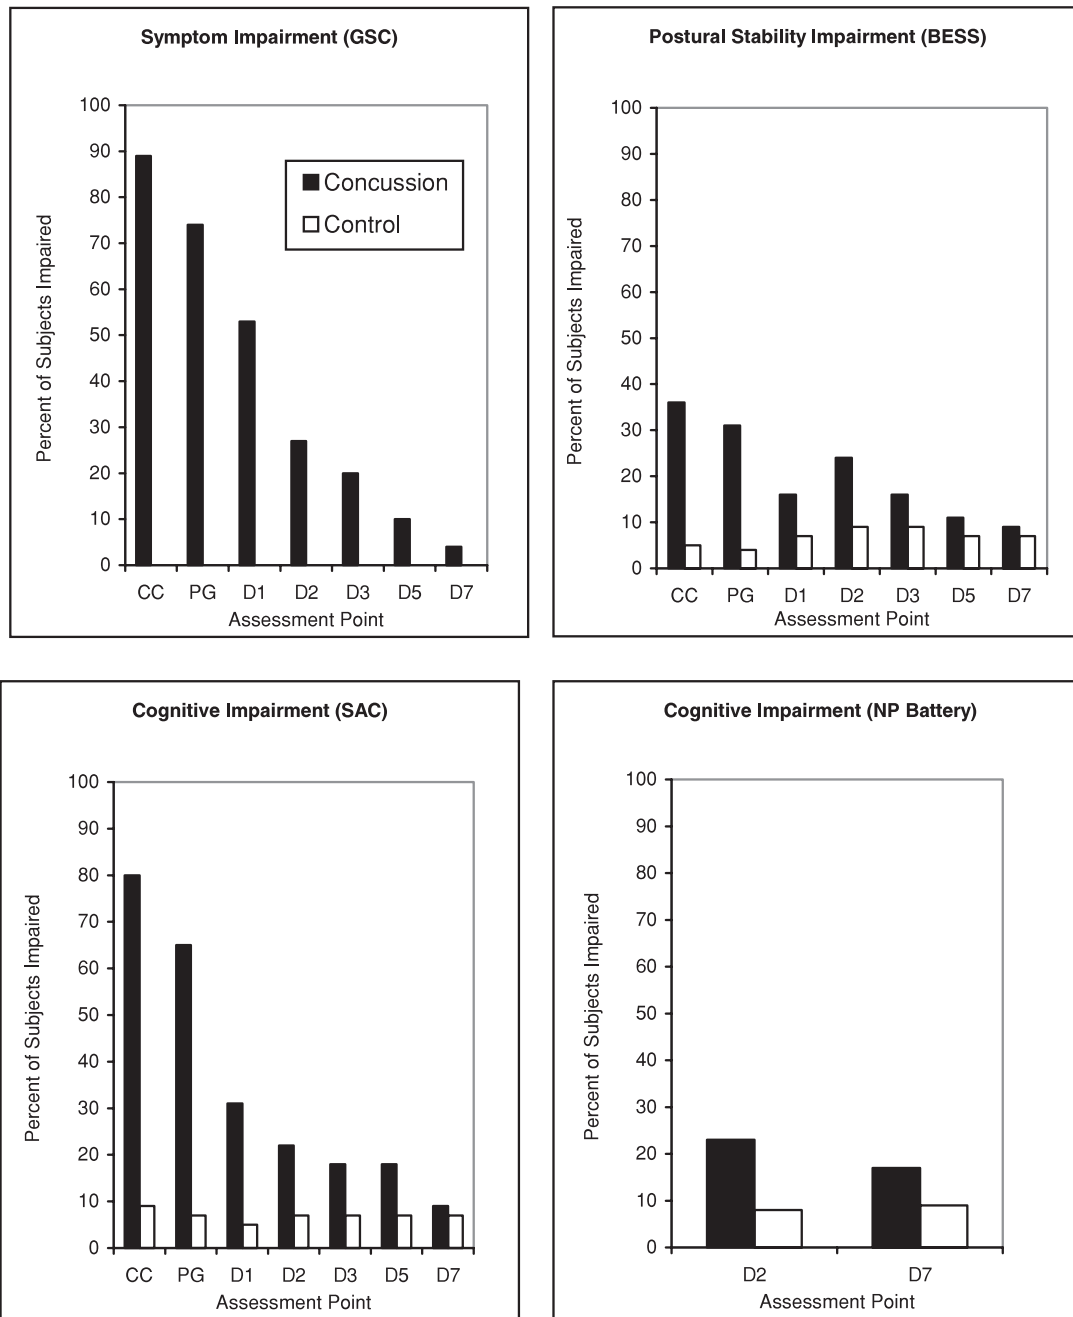 Symptom Impairment (GSC)
100
90
80
70
60
50
40
30
20
10
0
Percent of Subjects Impaired
Concussion
Control
CC PG D1 D2 D3 D5 D7
Assessment Point
Postural Stability Impairment (BESS)
100
90
80
70
60
50
40
30
20
10
0
Percent of Subjects Impaired
CC PG D1 D2 D3 D5 D7
Assessment Point
Cognitive Impairment (SAC)
100
90
80
70
60
50
40
30
20
10
0
Percent of Subjects Impaired
CC PG D1 D2 D3 D5 D7
Assessment Point
Cognitive Impairment (NP Battery)
100
90
80
70
60
50
40
30
20
10
0
Percent of Subjects Impaired
D2 D7
Assessment Point